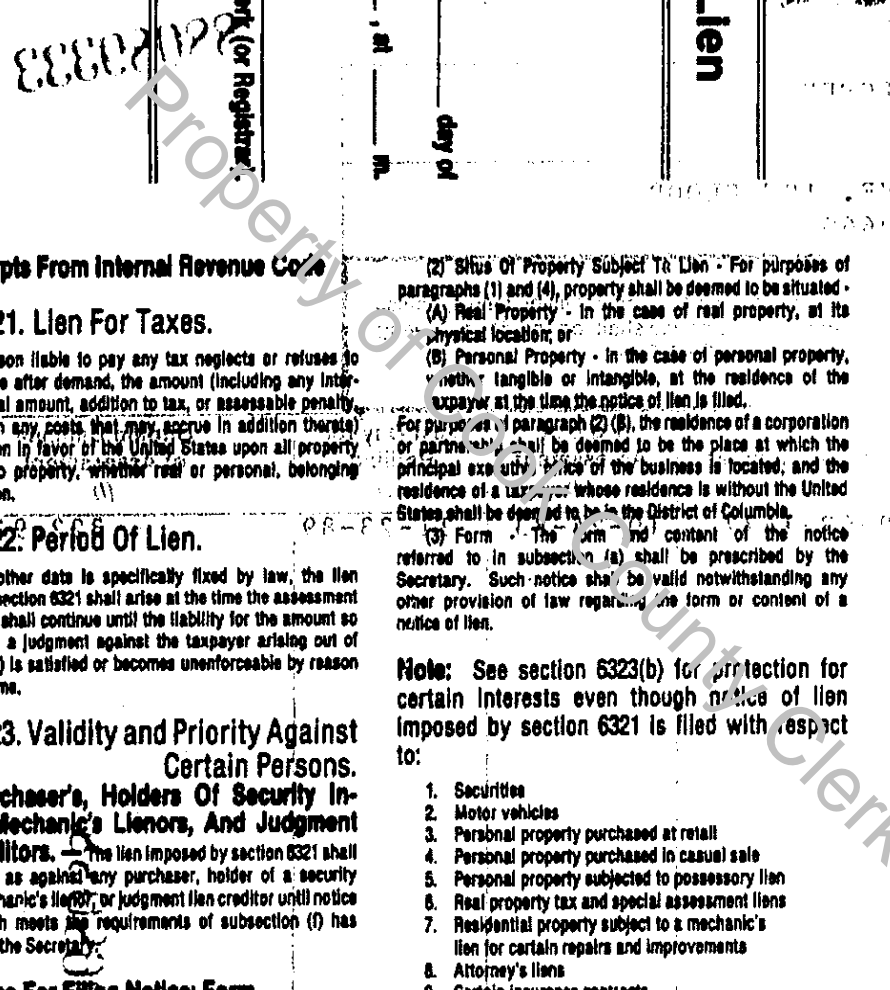 rk (or Registrar).
, at ____ m.
day of
Lien
pts From Internal Revenue Code
21. Lien For Taxes.
son liable to pay any tax neglects or refuses to
e after demand, the amount (including any inter-
al amount, addition to tax, or assessable penalty,
h any costs that may accrue in addition thereto)
en in favor of the United States upon all property
o property, whether real or personal, belonging
on.
22. Period Of Lien.
other date is specifically fixed by law, the lien
section 6321 shall arise at the time the assessment
shall continue until the liability for the amount so
a judgment against the taxpayer arising out of
) is satisfied or becomes unenforceable by reason
me.
23. Validity and Priority Against
Certain Persons.
chaser's, Holders Of Security In-
Mechanic's Lienors, And Judgment
ditors. — The lien imposed by section 6321 shall
as against any purchaser, holder of a security
hanic's lienor, or judgment lien creditor until notice
h meets the requirements of subsection (f) has
the Secretary.
For Filing Notice; Form
(2) Situs Of Property Subject To Lien - For purposes of
paragraphs (1) and (4), property shall be deemed to be situated -
(A) Real Property - In the case of real property, at its
physical location; or
(B) Personal Property - In the case of personal property,
whether tangible or intangible, at the residence of the
taxpayer at the time the notice of lien is filed.
For purposes of paragraph (2) (B), the residence of a corporation
or partnership shall be deemed to be the place at which the
principal executive office of the business is located, and the
residence of a taxpayer whose residence is without the United
States shall be deemed to be in the District of Columbia.
(3) Form - The form and content of the notice
referred to in subsection (a) shall be prescribed by the
Secretary. Such notice shall be valid notwithstanding any
other provision of law regarding the form or content of a
notice of lien.
Note: See section 6323(b) for protection for
certain interests even though notice of lien
imposed by section 6321 is filed with respect
to:
1. Securities
2. Motor vehicles
3. Personal property purchased at retail
4. Personal property purchased in casual sale
5. Personal property subjected to possessory lien
6. Real property tax and special assessment liens
7. Residential property subject to a mechanic's
lien for certain repairs and improvements
8. Attorney's liens
9. Certain insurance contracts
Property of Cook County Clerk